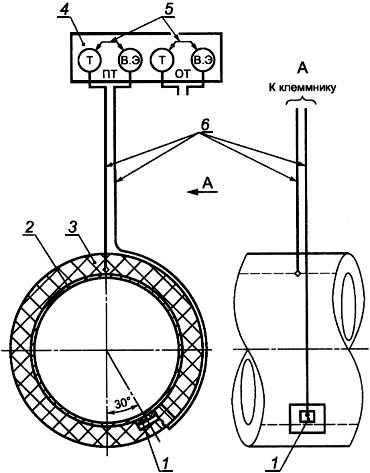 4 5
Т В.Э Т В.Э
ПТ ОТ
А
К клеммнику
6
А
2 3
30°
1 1